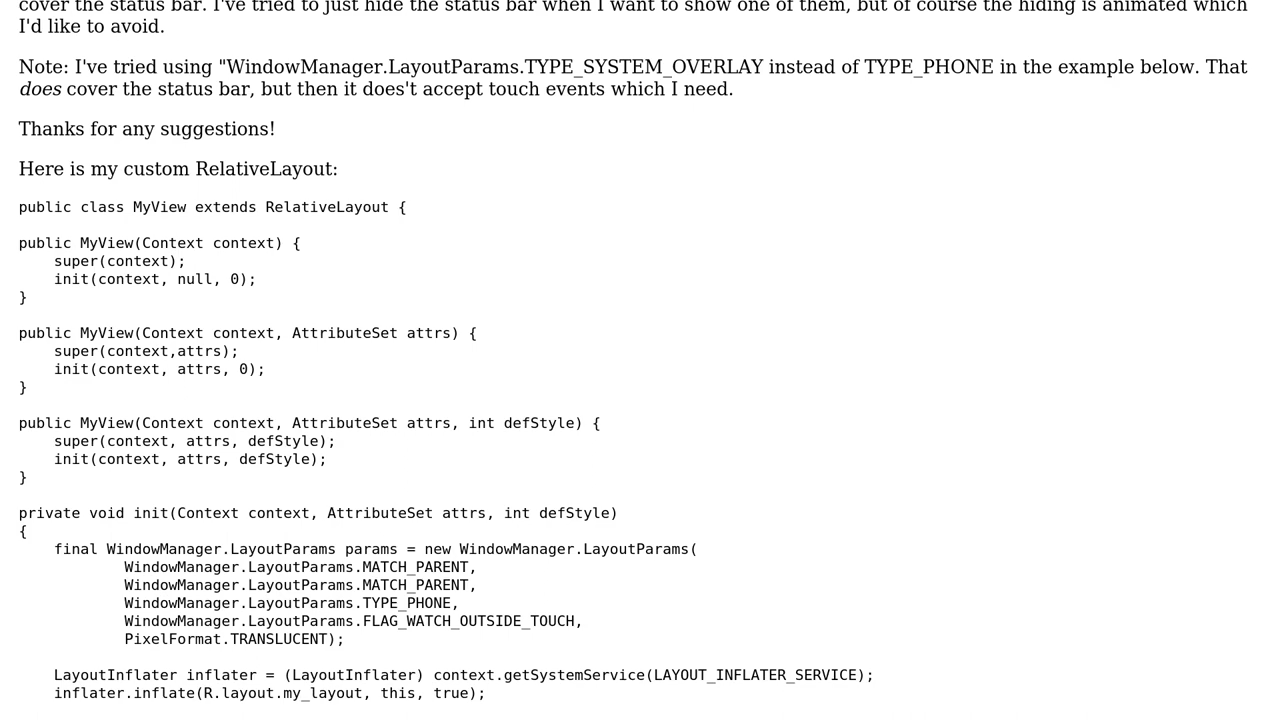 cover the status bar. I've tried to just hide the status bar when I want to show one of them, but of course the hiding is animated which
I'd like to avoid.
Note: I've tried using "WindowManager.LayoutParams.TYPE_SYSTEM_OVERLAY instead of TYPE_PHONE in the example below. That
does cover the status bar, but then it does't accept touch events which I need.
Thanks for any suggestions!
Here is my custom RelativeLayout:
public class MyView extends RelativeLayout {
public MyView(Context context) {
    super(context);
    init(context, null, 0);
}
public MyView(Context context, AttributeSet attrs) {
    super(context,attrs);
    init(context, attrs, 0);
}
public MyView(Context context, AttributeSet attrs, int defStyle) {
    super(context, attrs, defStyle);
    init(context, attrs, defStyle);
}
private void init(Context context, AttributeSet attrs, int defStyle)
{
    final WindowManager.LayoutParams params = new WindowManager.LayoutParams(
            WindowManager.LayoutParams.MATCH_PARENT,
            WindowManager.LayoutParams.MATCH_PARENT,
            WindowManager.LayoutParams.TYPE_PHONE,
            WindowManager.LayoutParams.FLAG_WATCH_OUTSIDE_TOUCH,
            PixelFormat.TRANSLUCENT);
    LayoutInflater inflater = (LayoutInflater) context.getSystemService(LAYOUT_INFLATER_SERVICE);
    inflater.inflate(R.layout.my_layout, this, true);